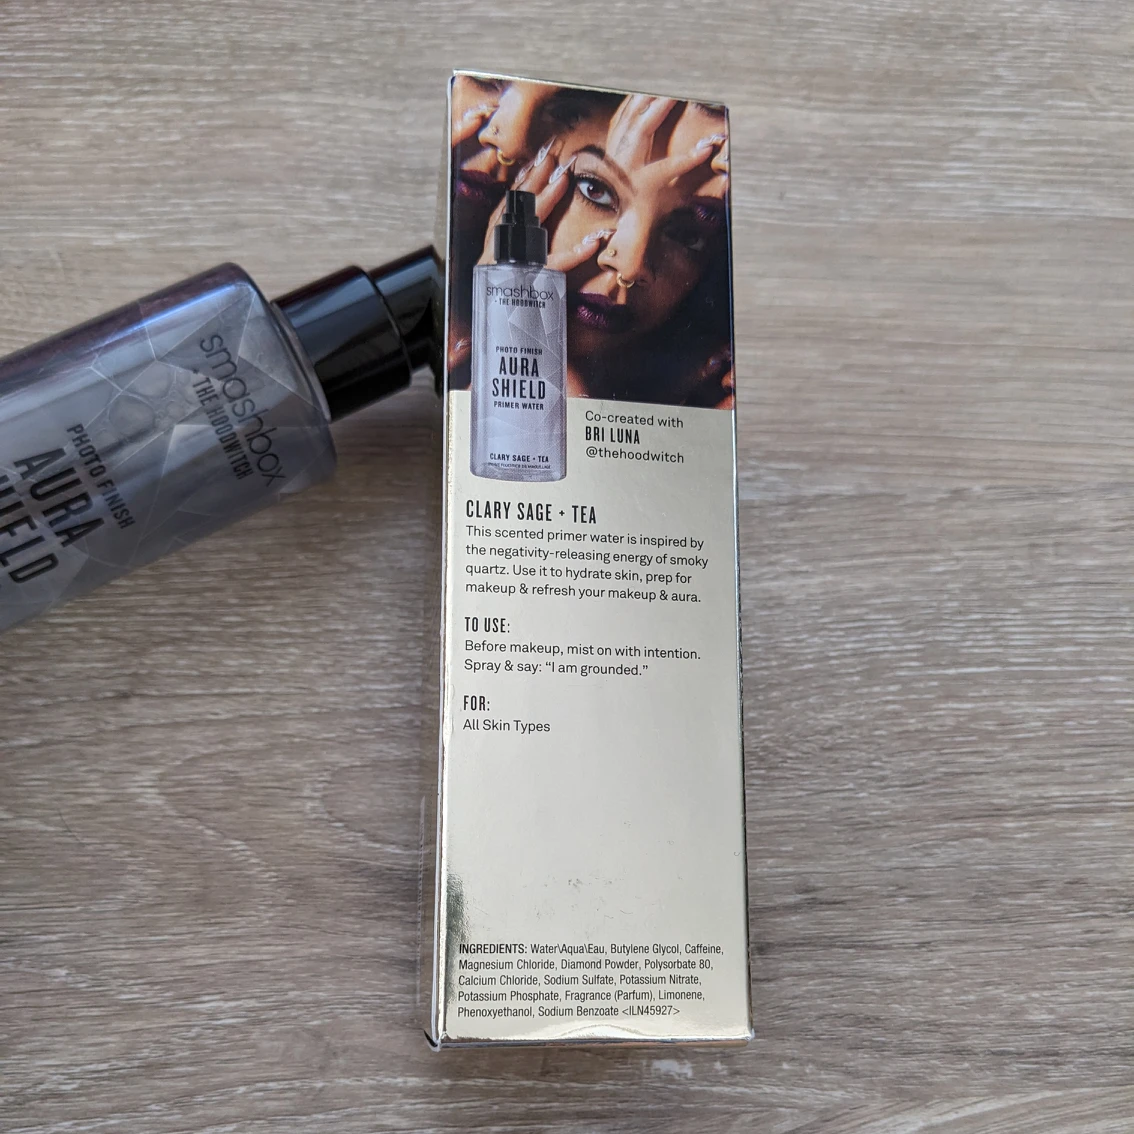 smashbox
+ THE HOODWITCH
PHOTO FINISH
AURA
SHIELD
smashbox
+ THE HOODWITCH
PHOTO FINISH
AURA
SHIELD
PRIMER WATER
CLARY SAGE + TEA
Co-created with
BRI LUNA
@thehoodwitch
CLARY SAGE + TEA
This scented primer water is inspired by
the negativity-releasing energy of smoky
quartz. Use it to hydrate skin, prep for
makeup & refresh your makeup & aura.
TO USE:
Before makeup, mist on with intention.
Spray & say: “I am grounded.”
FOR:
All Skin Types
INGREDIENTS: Water\Aqua\Eau, Butylene Glycol, Caffeine,
Magnesium Chloride, Diamond Powder, Polysorbate 80,
Calcium Chloride, Sodium Sulfate, Potassium Nitrate,
Potassium Phosphate, Fragrance (Parfum), Limonene,
Phenoxyethanol, Sodium Benzoate <ILN45927>